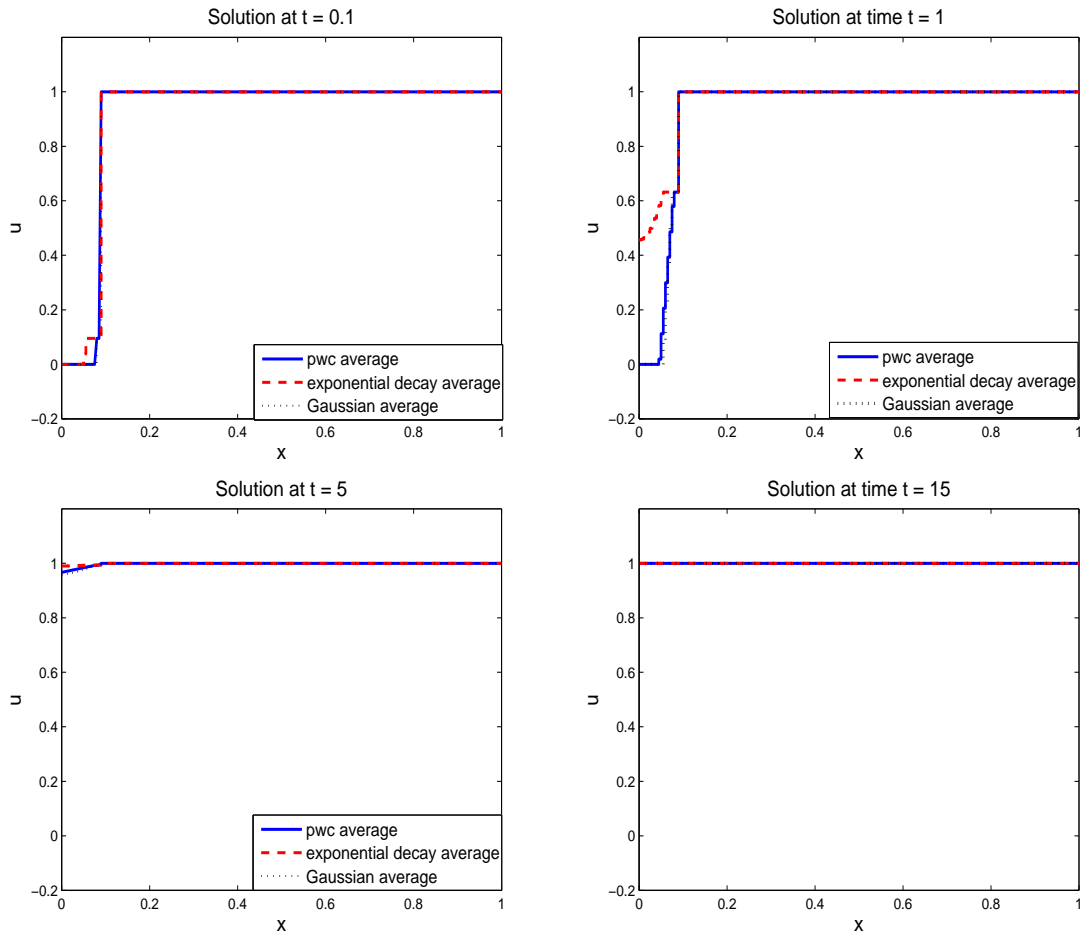 Solution at t = 0.1
1
0.8
0.6
0.4
0.2
0
−0.2
u
0
0.2
0.4
0.6
0.8
1
x
pwc average
exponential decay average
Gaussian average
Solution at time t = 1
1
0.8
0.6
0.4
0.2
0
−0.2
u
0
0.2
0.4
0.6
0.8
1
x
pwc average
exponential decay average
Gaussian average
Solution at t = 5
1
0.8
0.6
0.4
0.2
0
−0.2
u
0
0.2
0.4
0.6
0.8
1
x
pwc average
exponential decay average
Gaussian average
Solution at time t = 15
1
0.8
0.6
0.4
0.2
0
−0.2
u
0
0.2
0.4
0.6
0.8
1
x